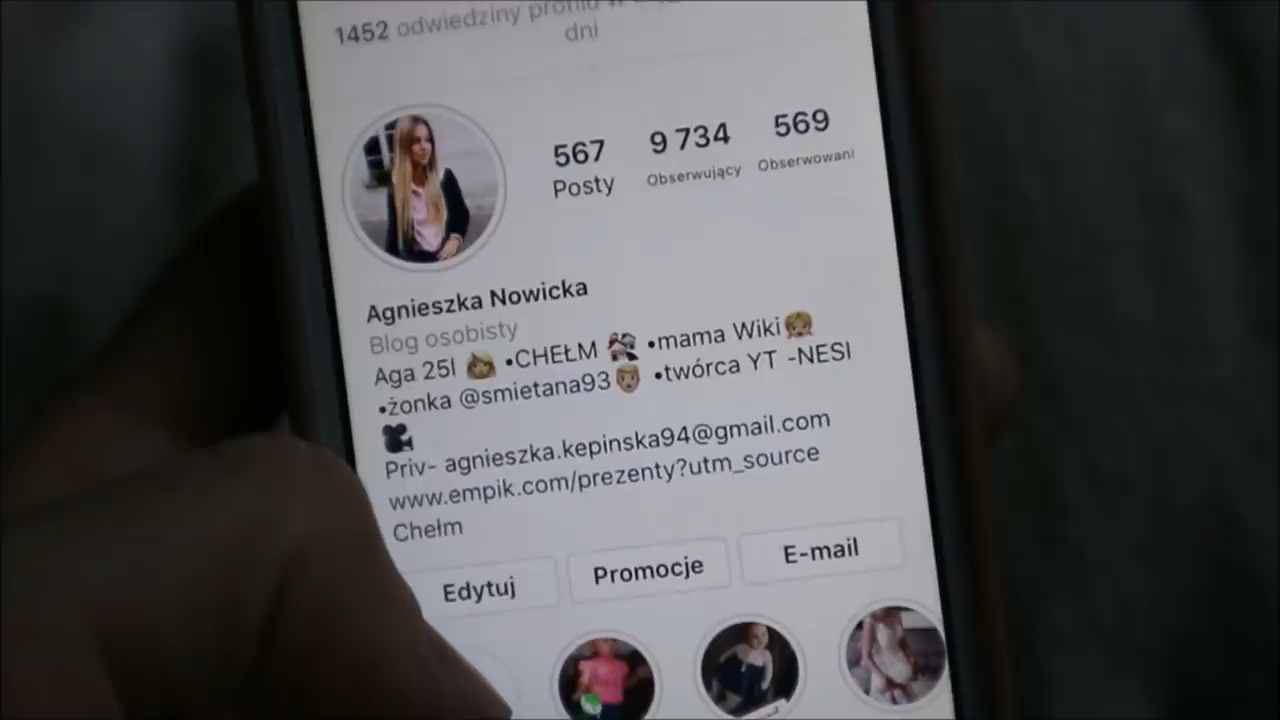 1452 odwiedziny profilu
dni
567 9 734 569
Posty Obserwujący Obserwowani
Agnieszka Nowicka
Blog osobisty
Aga 25l 👩🏼 •CHEŁM 💏 •mama Wiki👧🏼
•żonka @smietana93👨🏼 •twórca YT -NESI
🎥
Priv- agnieszka.kepinska94@gmail.com
www.empik.com/prezenty?utm_source
Chełm
Edytuj Promocje E-mail